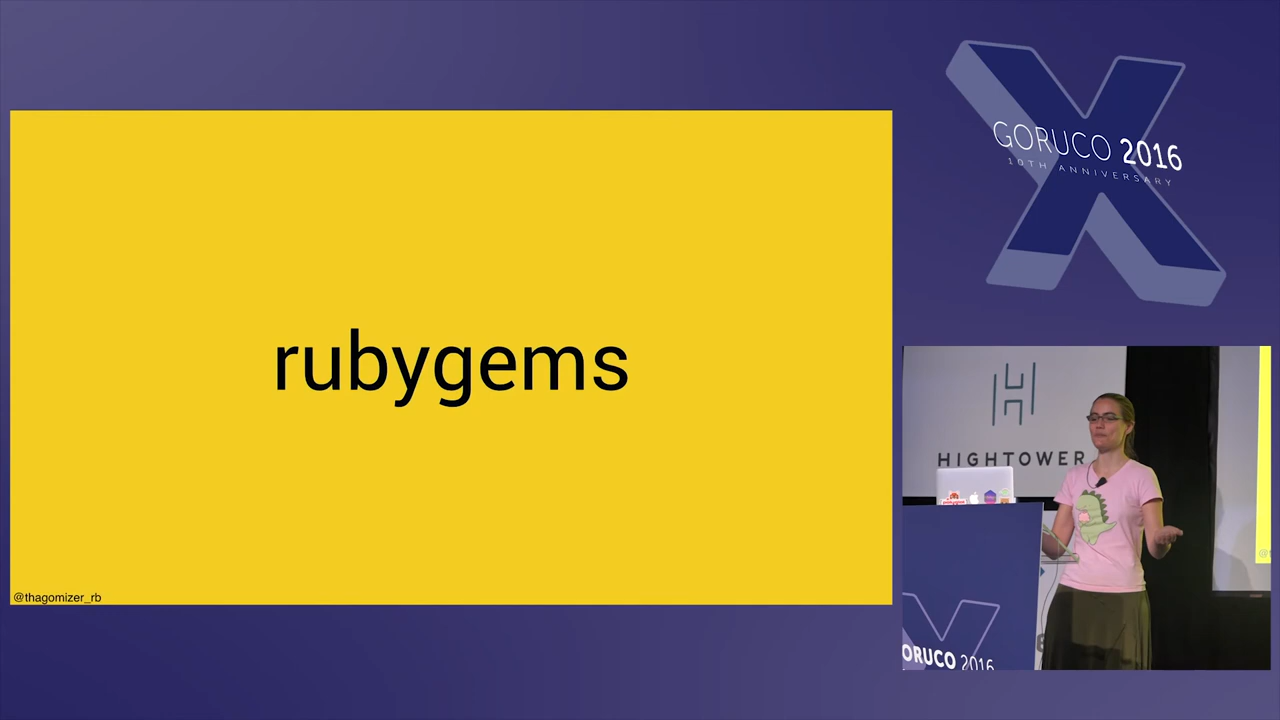 rubygems
@thagomizer_rb
GORUCO 2016
10TH ANNIVERSARY
HIGHTOWER
ORUCO 2016